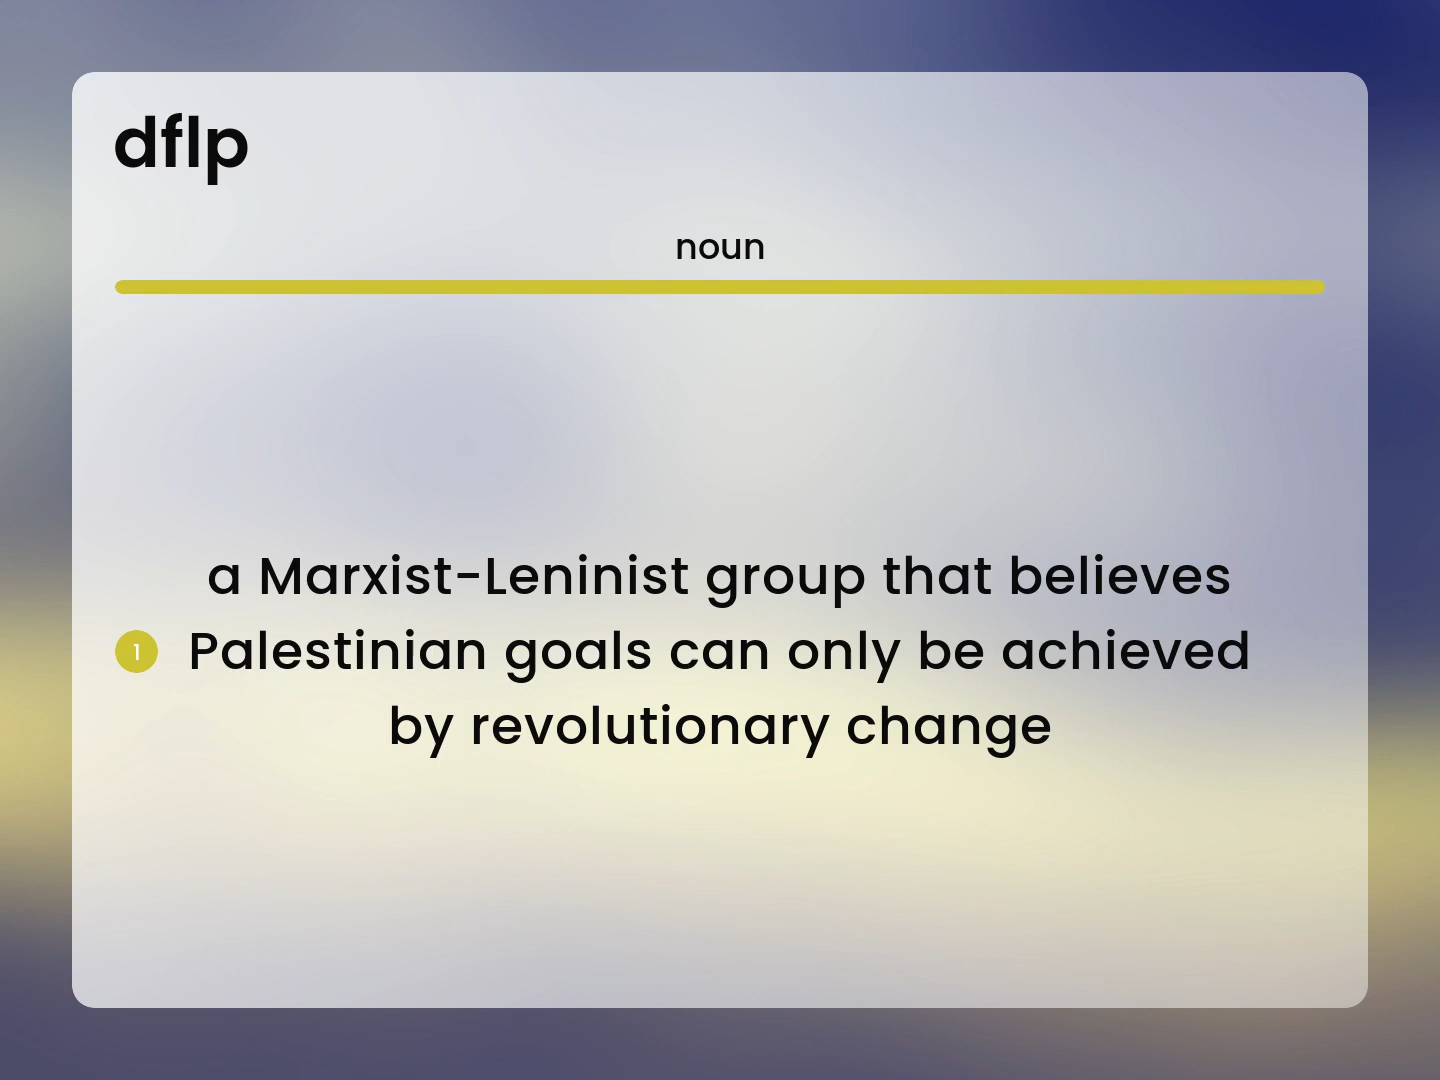 dflp
noun
a Marxist-Leninist group that believes
1 Palestinian goals can only be achieved
by revolutionary change